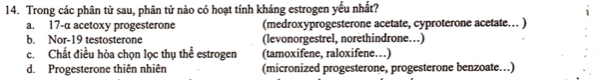 14. Trong các phân tử sau, phân tử nào có hoạt tính kháng estrogen yếu nhất?
a. 17-α acetoxy progesterone (medroxyprogesterone acetate, cyproterone acetate… )
b. Nor-19 testosterone (levonorgestrel, norethindrone…)
c. Chất điều hòa chọn lọc thụ thể estrogen (tamoxifene, raloxifene…)
d. Progesterone thiên nhiên (micronized progesterone, progesterone benzoate…)